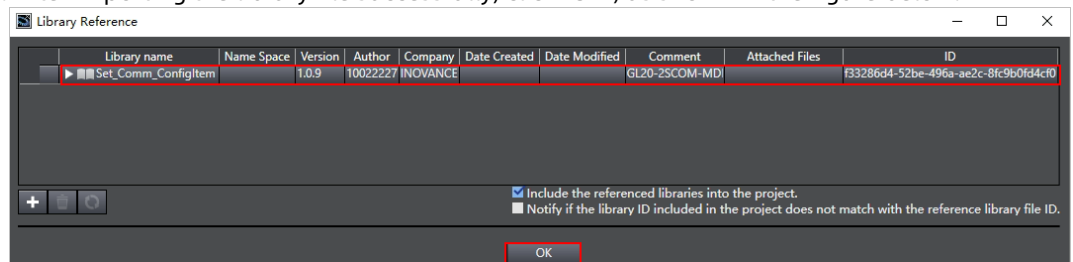 Library Reference
Library name Name Space Version Author Company Date Created Date Modified Comment Attached Files ID
Set_Comm_ConfigItem 1.0.9 10022227 INOVANCE GL20-2SCOM-MD f33286d4-52be-496a-ae2c-8fc9b0fd4cf0
Include the referenced libraries into the project.
Notify if the library ID included in the project does not match with the reference library file ID.
OK